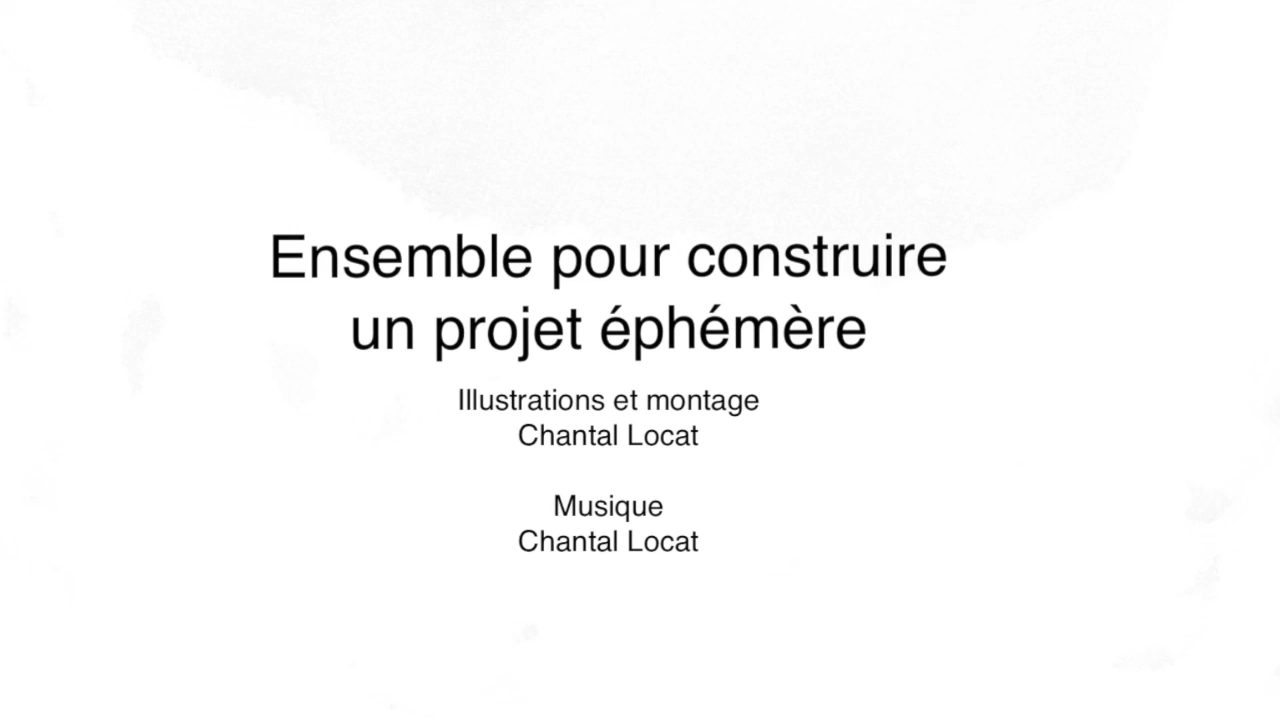 Ensemble pour construire
un projet éphémère
Illustrations et montage
Chantal Locat
Musique
Chantal Locat